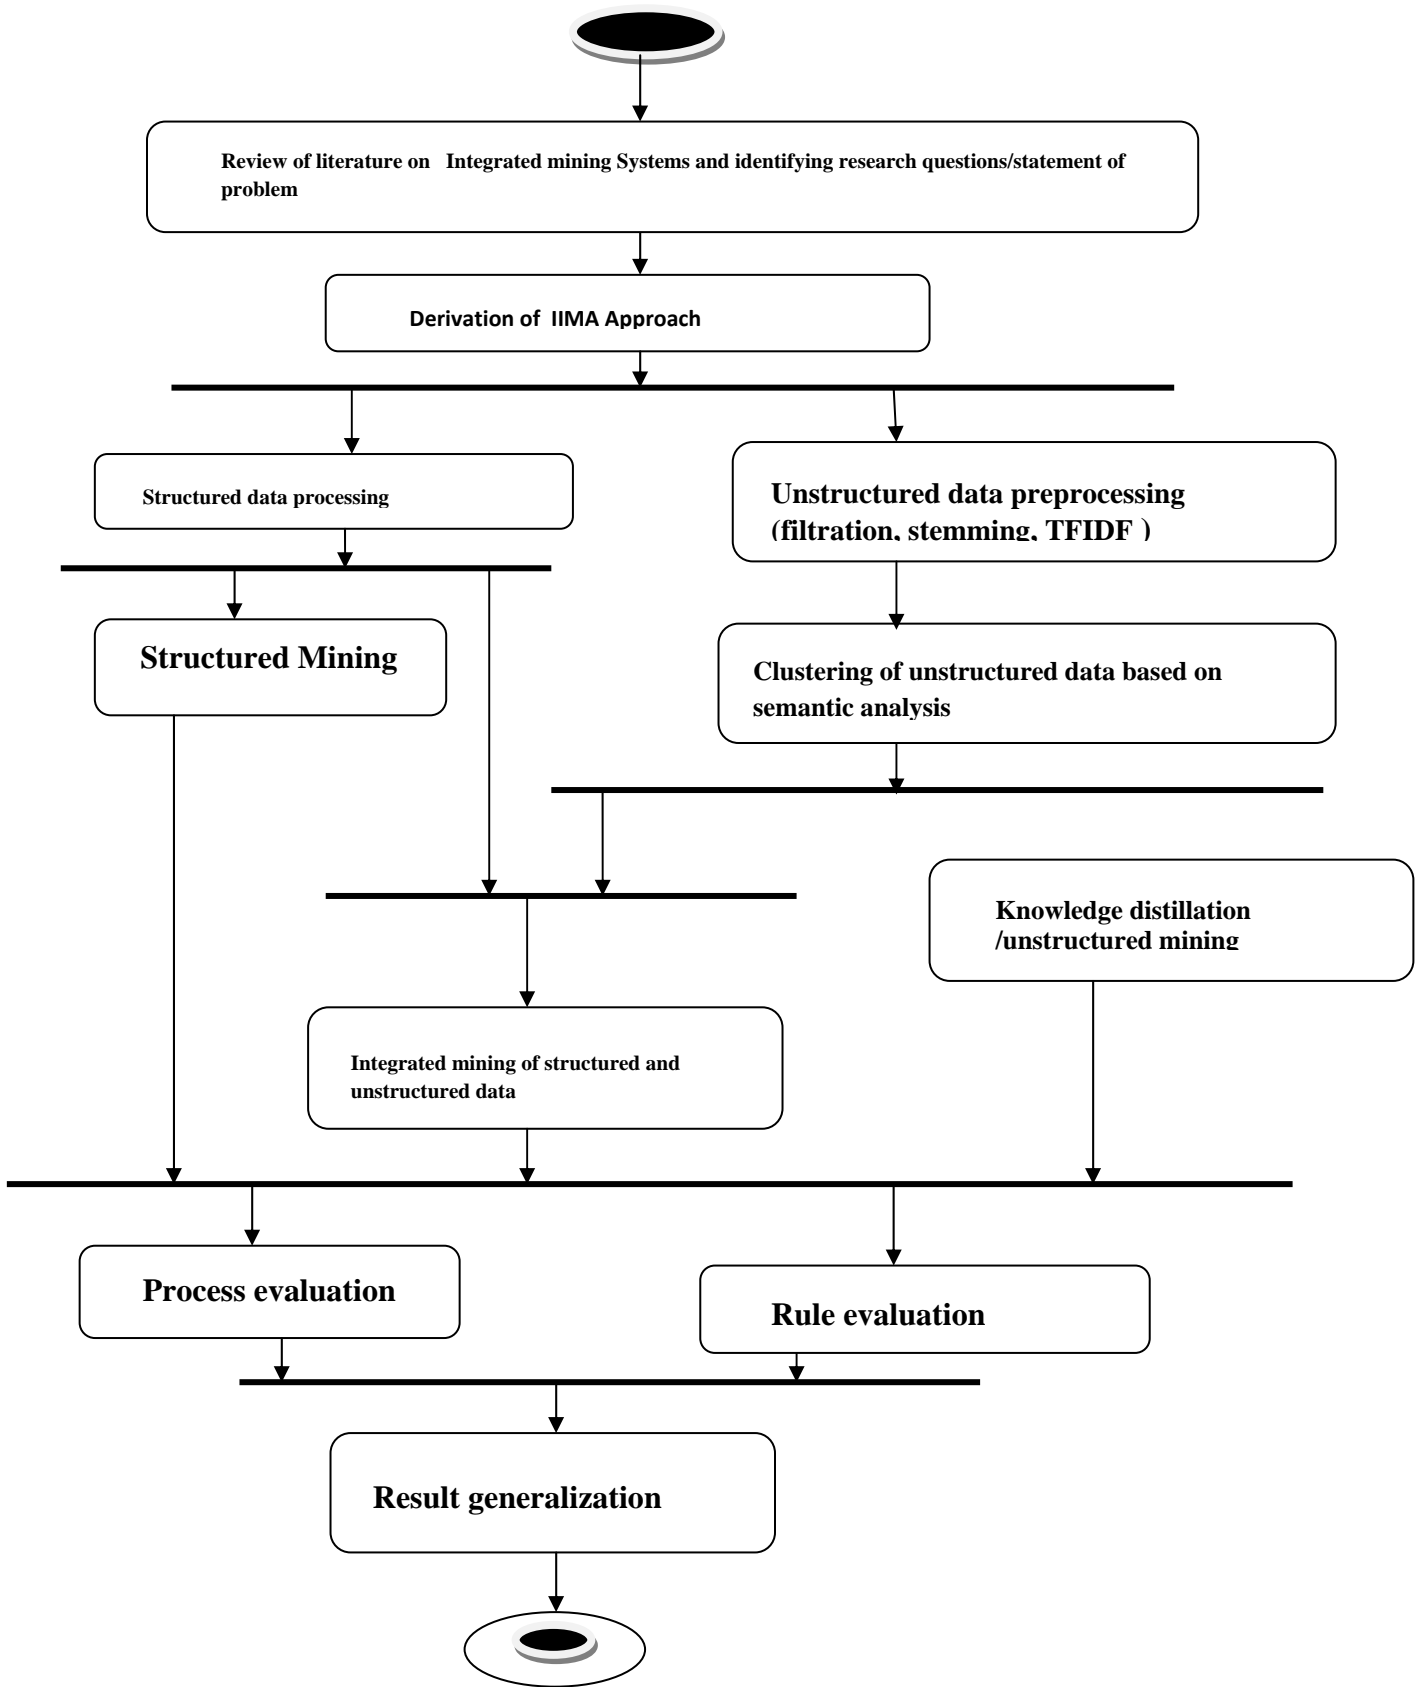 Review of literature on Integrated mining Systems and identifying research questions/statement of
problem
Derivation of IIMA Approach
Structured data processing
Unstructured data preprocessing
(filtration, stemming, TFIDF )
Structured Mining
Clustering of unstructured data based on
semantic analysis
Knowledge distillation
/unstructured mining
Integrated mining of structured and
unstructured data
Process evaluation
Rule evaluation
Result generalization